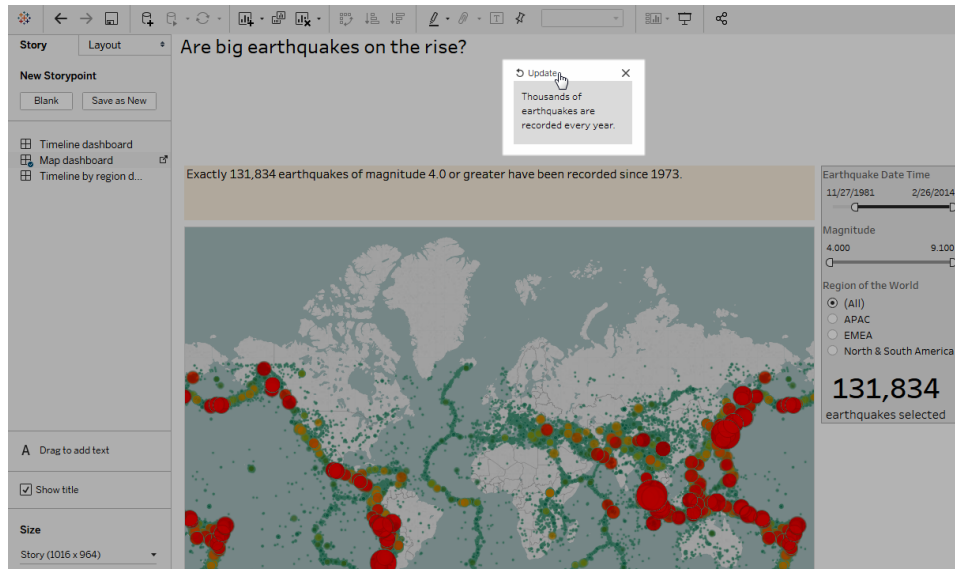 Story Layout
Are big earthquakes on the rise?
New Storypoint
Blank Save as New
Update
Thousands of
earthquakes are
recorded every year.
Timeline dashboard
Map dashboard
Timeline by region d...
Exactly 131,834 earthquakes of magnitude 4.0 or greater have been recorded since 1973.
Earthquake Date Time
11/27/1981 2/26/2014
Magnitude
4.000 9.100
Region of the World
(All)
APAC
EMEA
North & South America
131,834
earthquakes selected
A Drag to add text
Show title
Size
Story (1016 x 964)